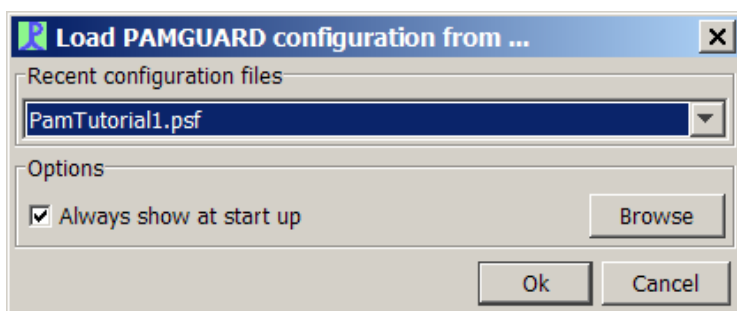 Load PAMGUARD configuration from ...
Recent configuration files
PamTutorial1.psf
Options
Always show at start up
Browse
Ok
Cancel